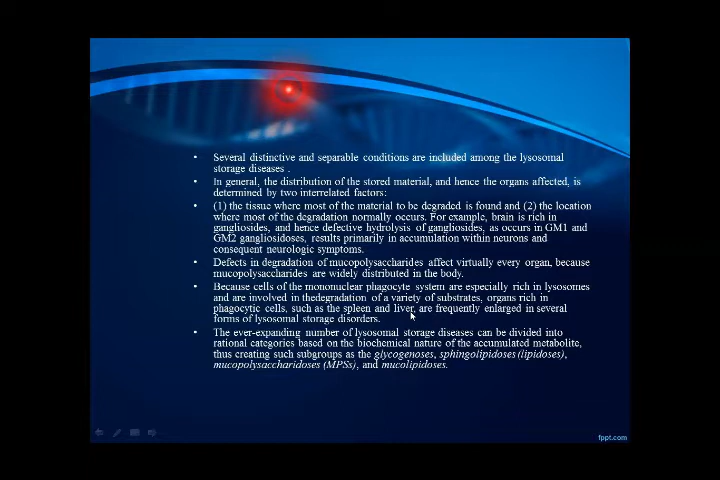 • Several distinctive and separable conditions are included among the lysosomal
storage diseases .
• In general, the distribution of the stored material, and hence the organs affected, is
determined by two interrelated factors:
• (1) the tissue where most of the material to be degraded is found and (2) the location
where most of the degradation normally occurs. For example, brain is rich in
gangliosides, and hence defective hydrolysis of gangliosides, as occurs in GM1 and
GM2 gangliosidoses, results primarily in accumulation within neurons and
consequent neurologic symptoms.
• Defects in degradation of mucopolysaccharides affect virtually every organ, because
mucopolysaccharides are widely distributed in the body.
• Because cells of the mononuclear phagocyte system are especially rich in lysosomes
and are involved in thedegradation of a variety of substrates, organs rich in
phagocytic cells, such as the spleen and liver, are frequently enlarged in several
forms of lysosomal storage disorders.
• The ever-expanding number of lysosomal storage diseases can be divided into
rational categories based on the biochemical nature of the accumulated metabolite,
thus creating such subgroups as the glycogenoses, sphingolipidoses (lipidoses),
mucopolysaccharidoses (MPSs), and mucolipidoses.
fppt.com